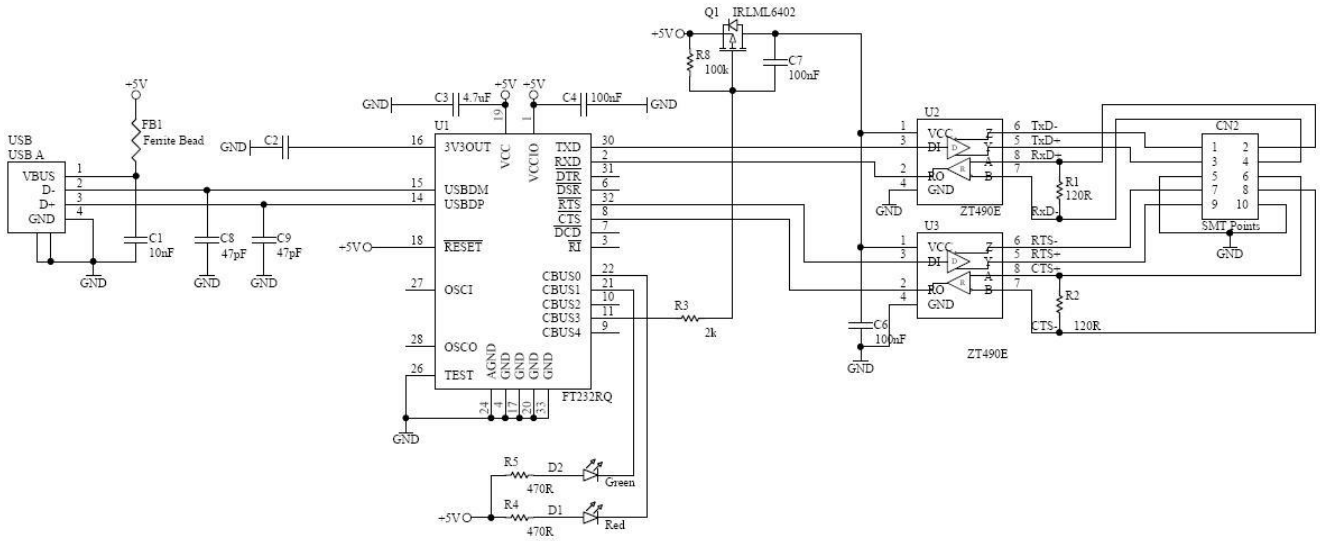 Q1 IRLML6402
+5V
R8
100k
C7
100nF
+5V
FB1
Ferrite Bead
USB
USB A
VBUS 1
D- 2
D+ 3
GND 4
C1
10nF
GND
C8
47pF
GND
C9
47pF
GND
GND
C2
GND
C3 4.7uF
+5V
+5V
C4 100nF
GND
U1
19
1
16 3V3OUT
VCC
VCCIO
15 USBDM
14 USBDP
+5V
18 RESET
27 OSCI
28 OSCO
26 TEST
GND
TXD 30
RXD 2
DTR 31
DSR 6
RTS 32
CTS 8
DCD 7
RI 3
CBUS0 22
CBUS1 21
CBUS2 10
CBUS3 11
CBUS4 9
AGND
GND
GND
GND
GND
24
4
17
20
33
FT232RQ
R3
2k
R5
470R
D2
Green
+5V
R4
470R
D1
Red
U2
1 VCC
3 DI
2 RO
4 GND
D
R
Z 6 TxD-
Y 5 TxD+
A 8 RxD+
B 7
RxD-
GND
ZT490E
R1
120R
U3
1 VCC
3 DI
2 RO
4 GND
D
R
Z 6 RTS-
Y 5 RTS+
A 8 CTS+
B 7
CTS-
ZT490E
R2
120R
C6
100nF
GND
CN2
1 2
3 4
5 6
7 8
9 10
SMT Points
GND